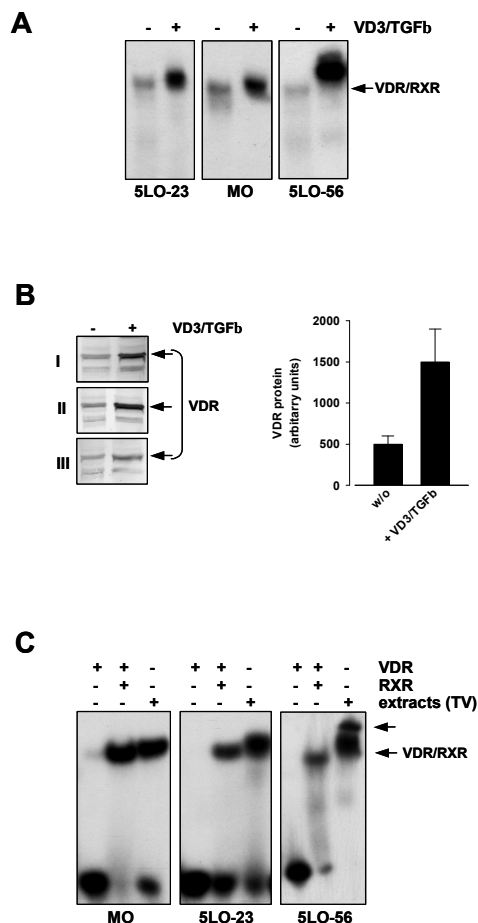 A
- + - + - + VD3/TGFb
VDR/RXR
5LO-23 MO 5LO-56
B
- + VD3/TGFb
I
II VDR
III
2000
1500
1000
500
0
VDR protein
(arbitarry units)
w/o
+ VD3/TGFb
C
+ + - + + - + + - VDR
- + - - + - - + - RXR
- - + - - + - - + extracts (TV)
VDR/RXR
MO 5LO-23 5LO-56